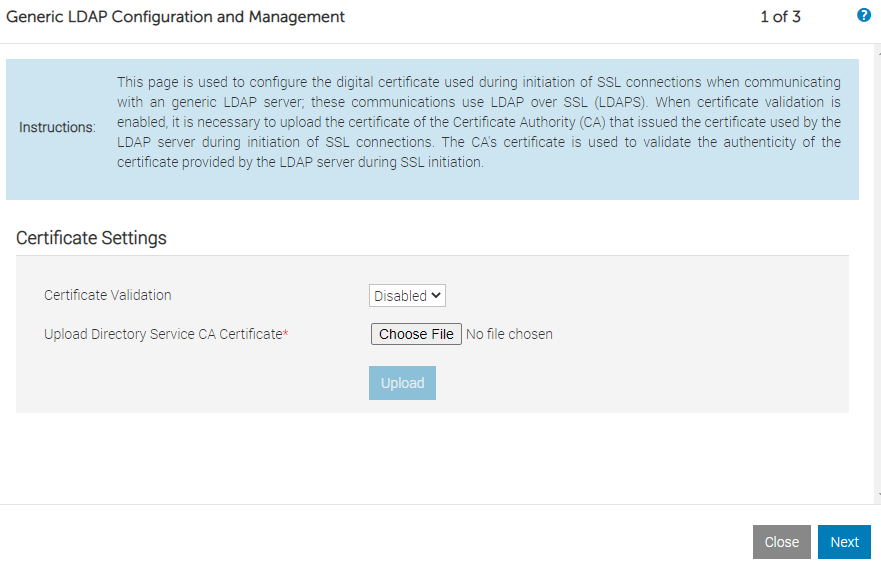 Generic LDAP Configuration and Management
1 of 3
?
This page is used to configure the digital certificate used during initiation of SSL connections when communicating
with an generic LDAP server; these communications use LDAP over SSL (LDAPS). When certificate validation is
enabled, it is necessary to upload the certificate of the Certificate Authority (CA) that issued the certificate used by the
Instructions:
LDAP server during initiation of SSL connections. The CA's certificate is used to validate the authenticity of the
certificate provided by the LDAP server during SSL initiation.
Certificate Settings
Certificate Validation
Disabled
Upload Directory Service CA Certificate*
Choose File No file chosen
Upload
Close
Next